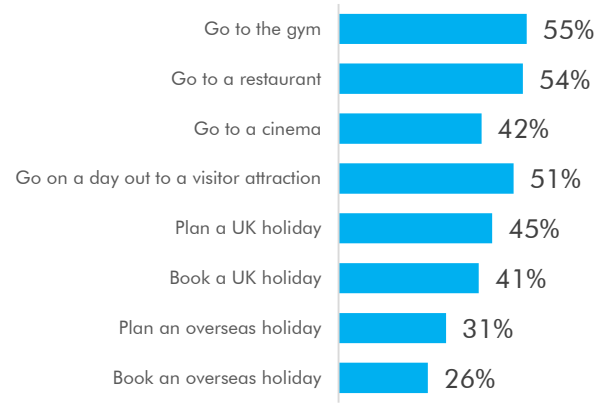 Go to the gym 55%
Go to a restaurant 54%
Go to a cinema 42%
Go on a day out to a visitor attraction 51%
Plan a UK holiday 45%
Book a UK holiday 41%
Plan an overseas holiday 31%
Book an overseas holiday 26%